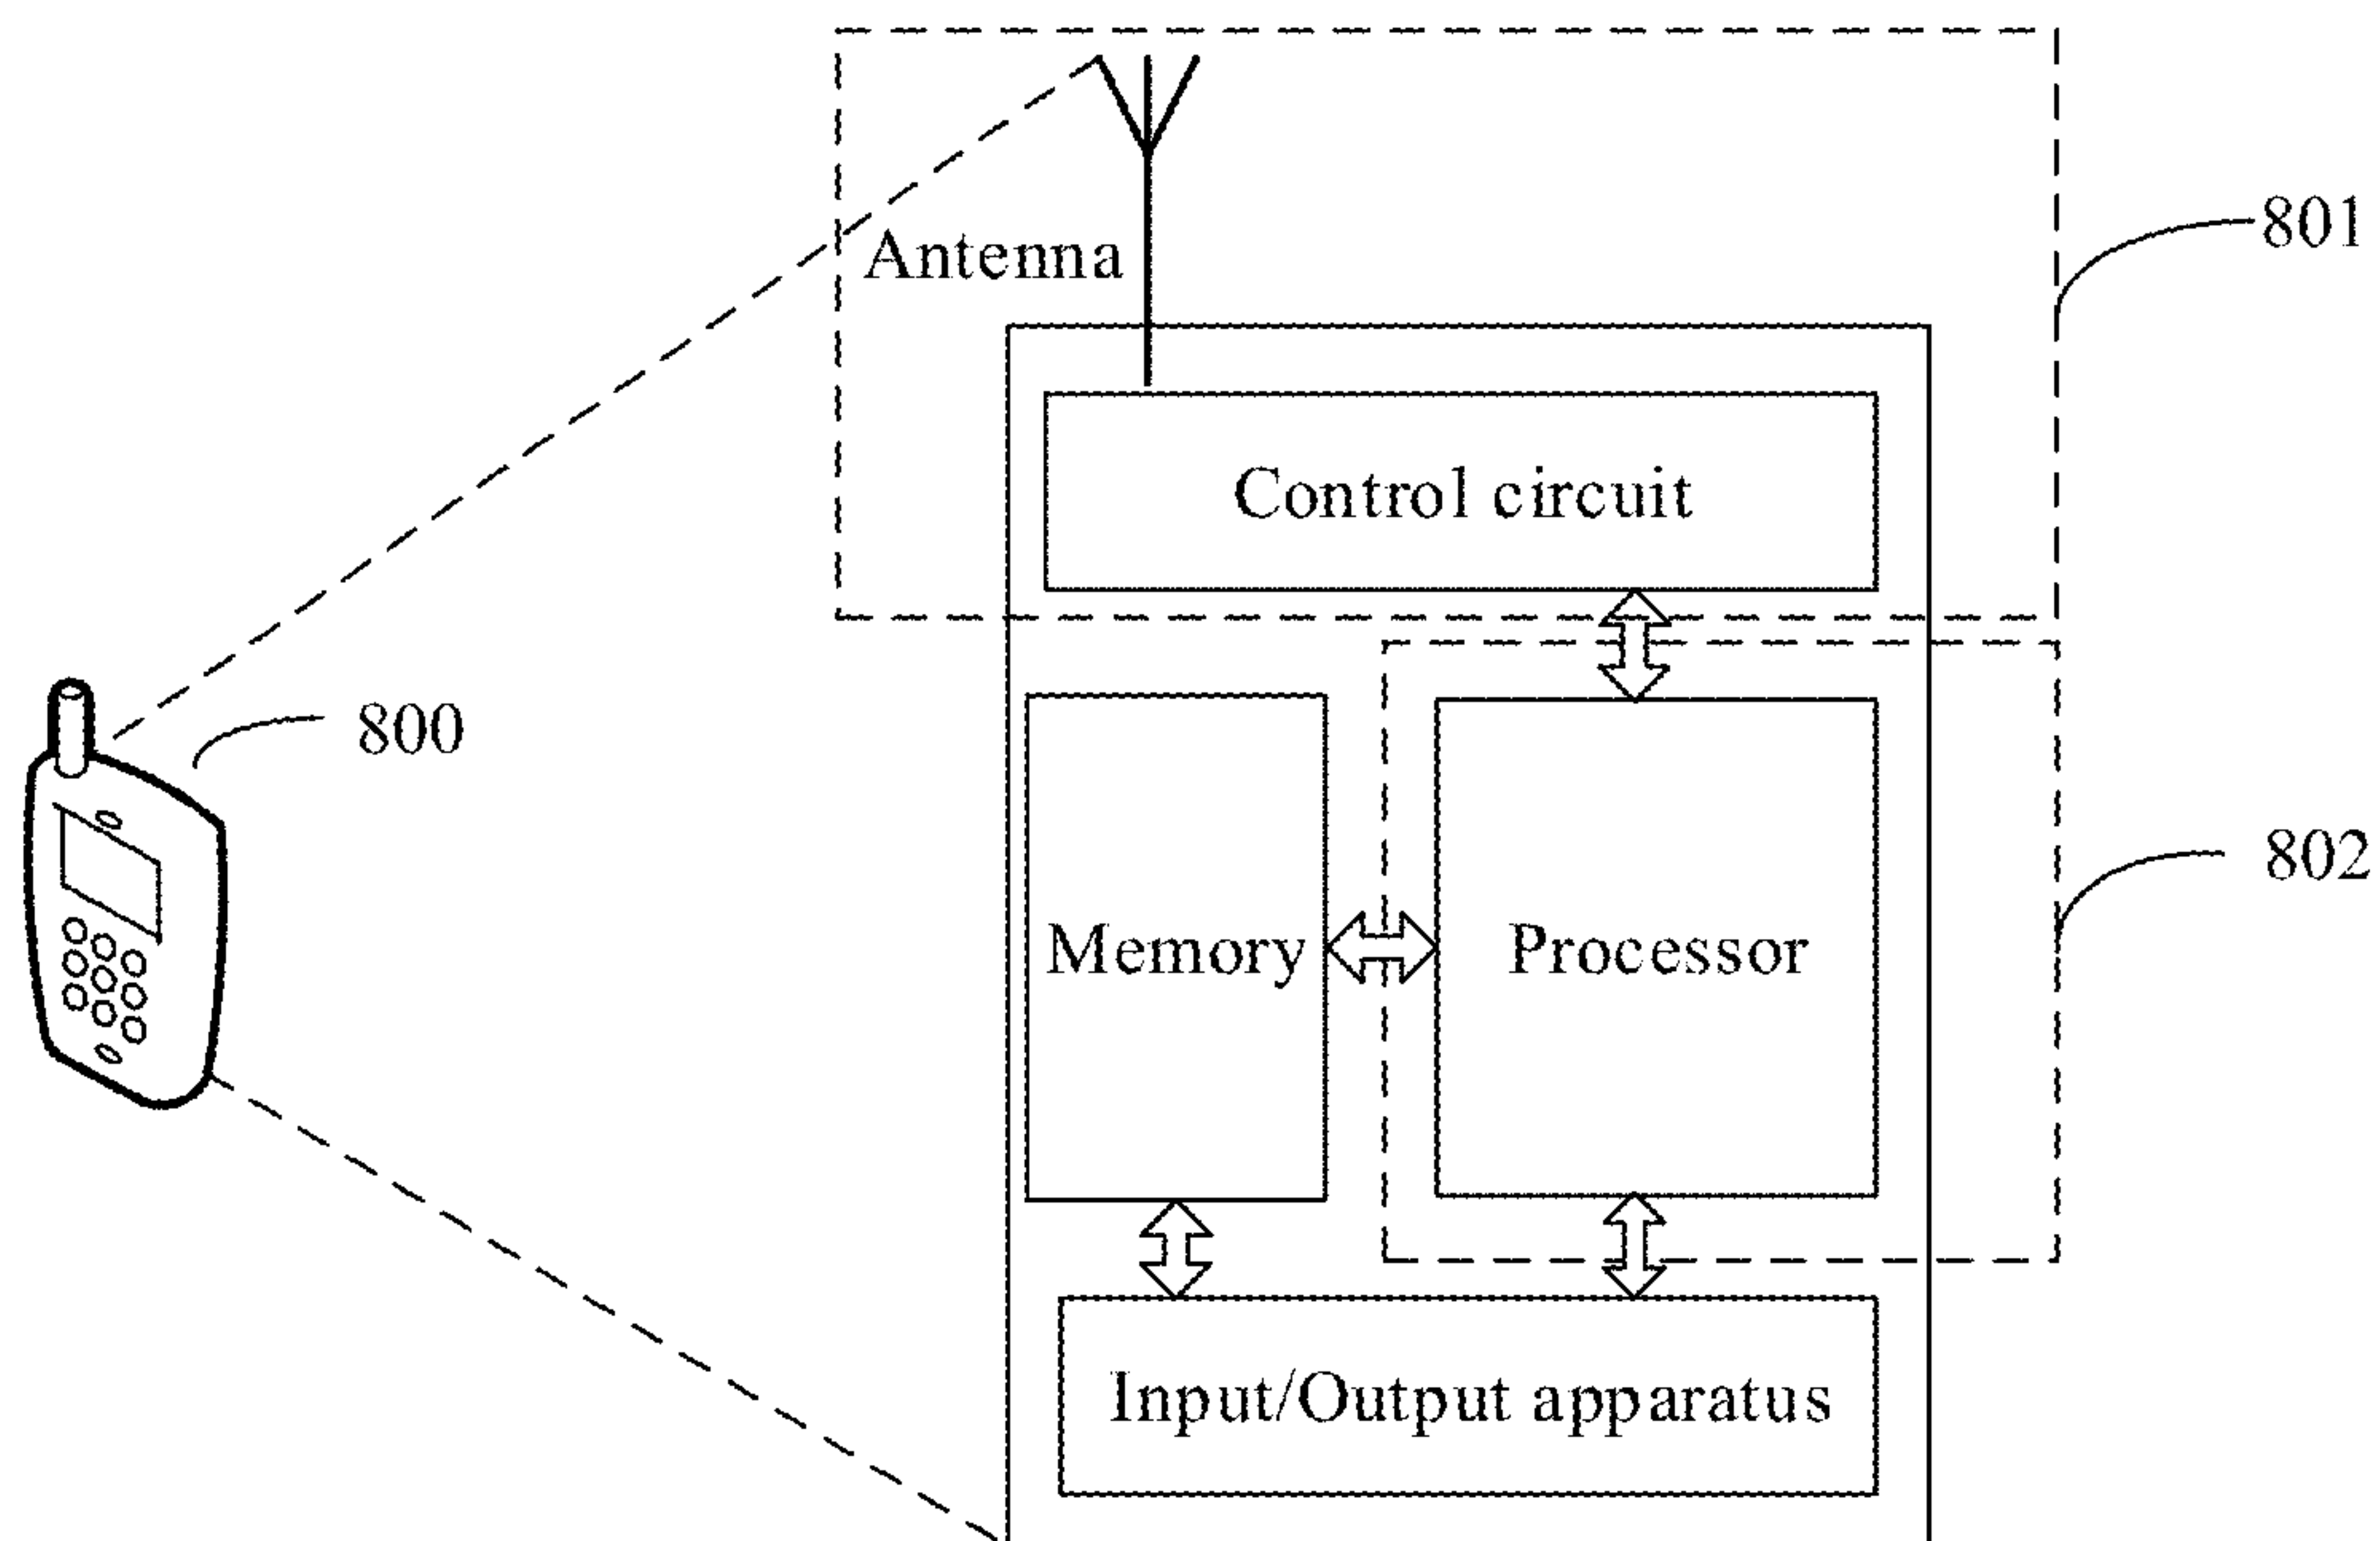 801
Antenna
Control circuit
800
802
Memory
Processor
Input/Output apparatus